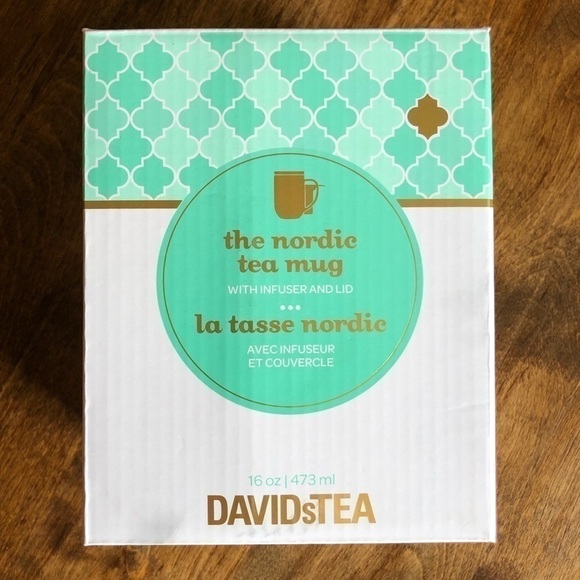 the nordic
tea mug
WITH INFUSER AND LID
•••
la tasse nordic
AVEC INFUSEUR
ET COUVERCLE
16 oz | 473 ml
DAVIDsTEA